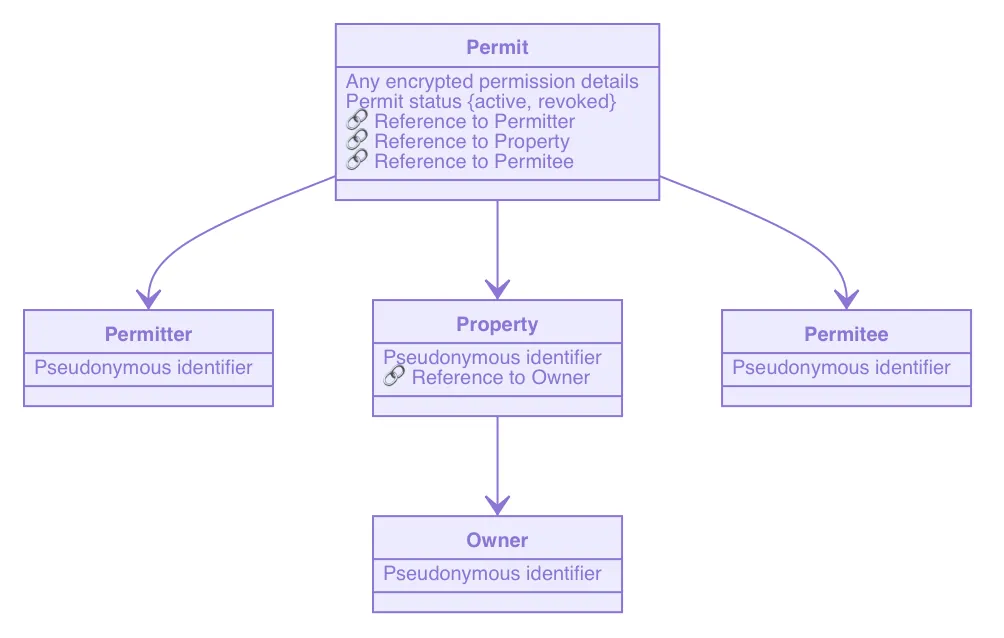 Permit
Any encrypted permission details
Permit status {active, revoked}
🔗 Reference to Permitter
🔗 Reference to Property
🔗 Reference to Permitee
Permitter
Pseudonymous identifier
Property
Pseudonymous identifier
🔗 Reference to Owner
Permitee
Pseudonymous identifier
Owner
Pseudonymous identifier